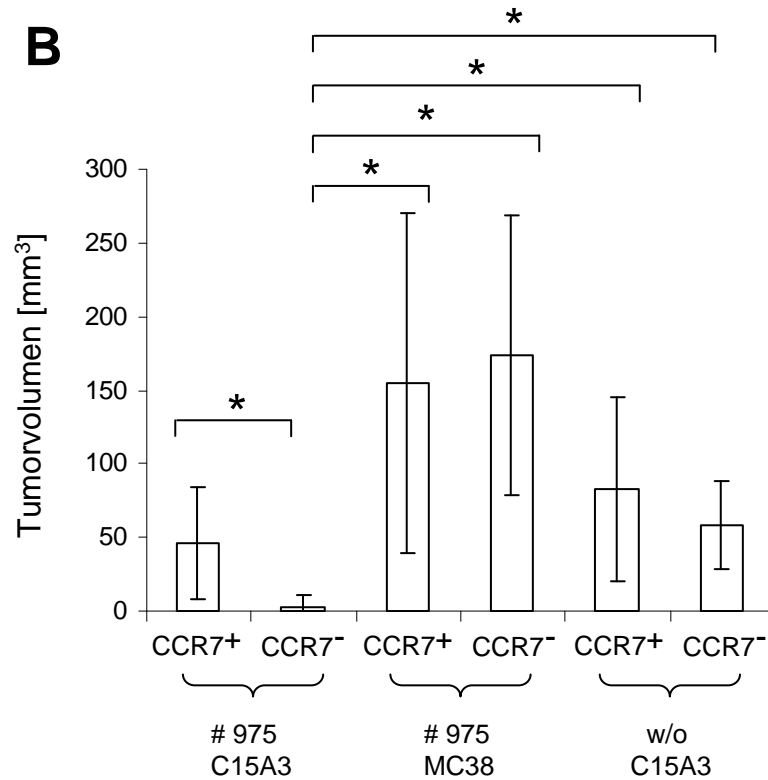 B
*
*
*
*
*
Tumorvolumen [mm³]
300
250
200
150
100
50
0
CCR7⁺ CCR7⁻ CCR7⁺ CCR7⁻ CCR7⁺ CCR7⁻
# 975 # 975 w/o
C15A3 MC38 C15A3